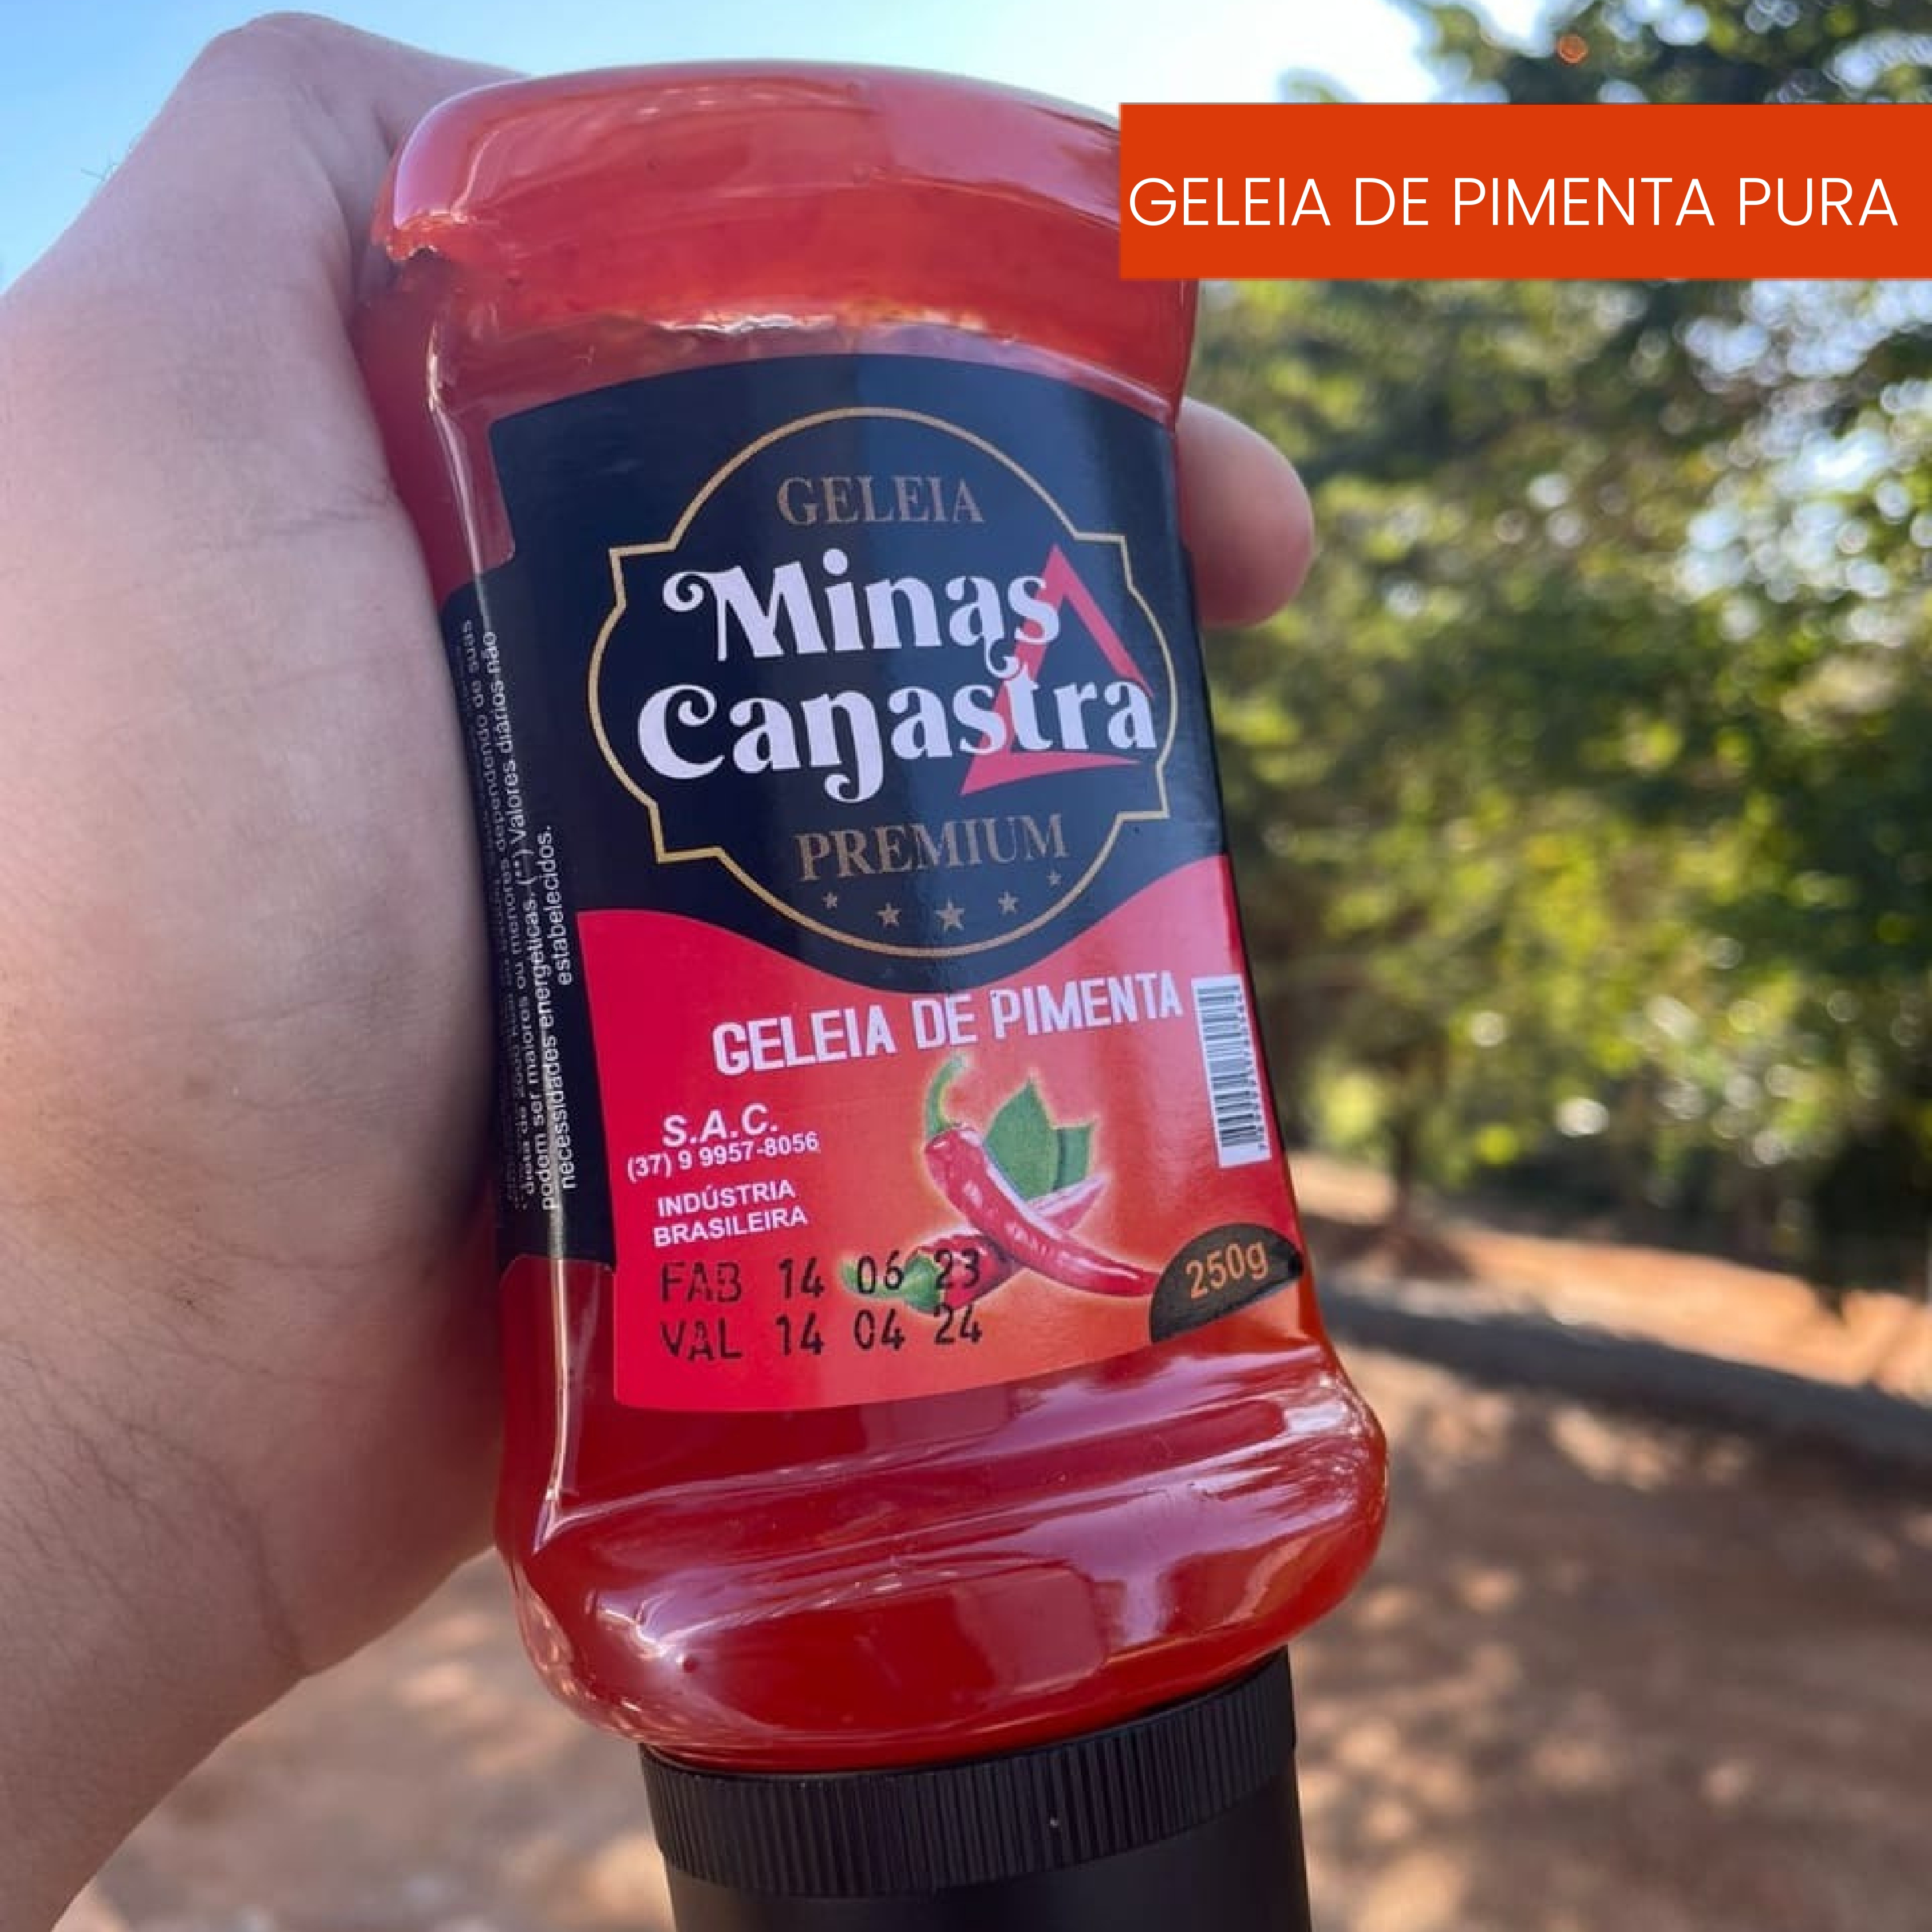 GELEIA DE PIMENTA PURA
GELEIA
Minas
Canastra
PREMIUM
GELEIA DE PIMENTA
S.A.C.
(37) 9 9957-8056
INDÚSTRIA
BRASILEIRA
FAB 14 06 23
VAL 14 04 24
250g
dependendo de suas
podem ser maiores ou menores
necessidades energéticas. (**) Valores diários não
estabelecidos.